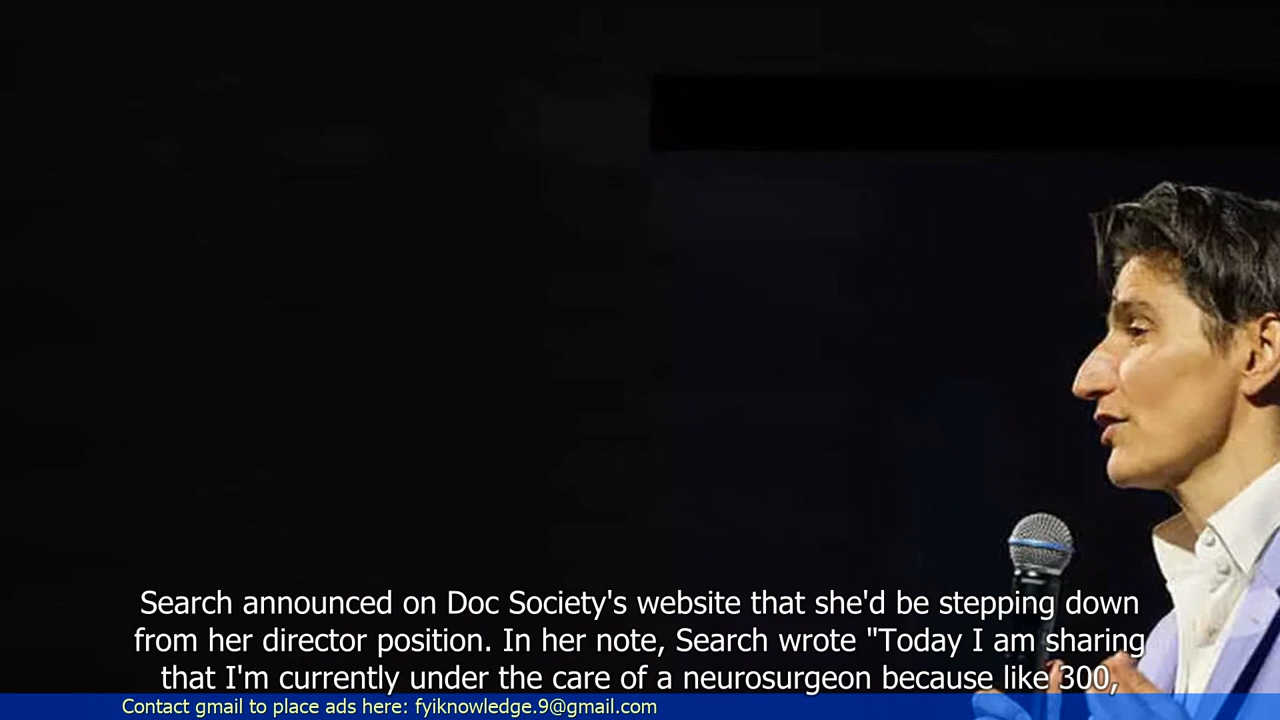 Search announced on Doc Society's website that she'd be stepping down
from her director position. In her note, Search wrote "Today I am sharing
that I'm currently under the care of a neurosurgeon because like 300,
Contact gmail to place ads here: fyiknowledge.9@gmail.com